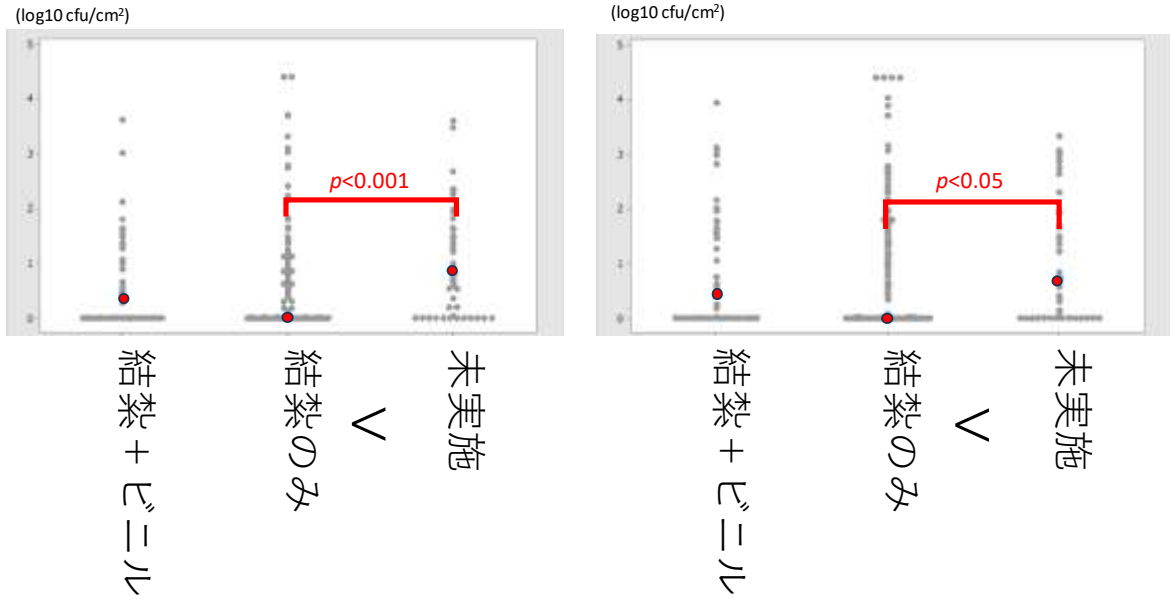 (log10 cfu/cm²)
5
4
3
2
1
0
p<0.001
結紮+ビニル
結紮のみ
<
未実施
(log10 cfu/cm²)
5
4
3
2
1
0
p<0.05
結紮+ビニル
結紮のみ
<
未実施